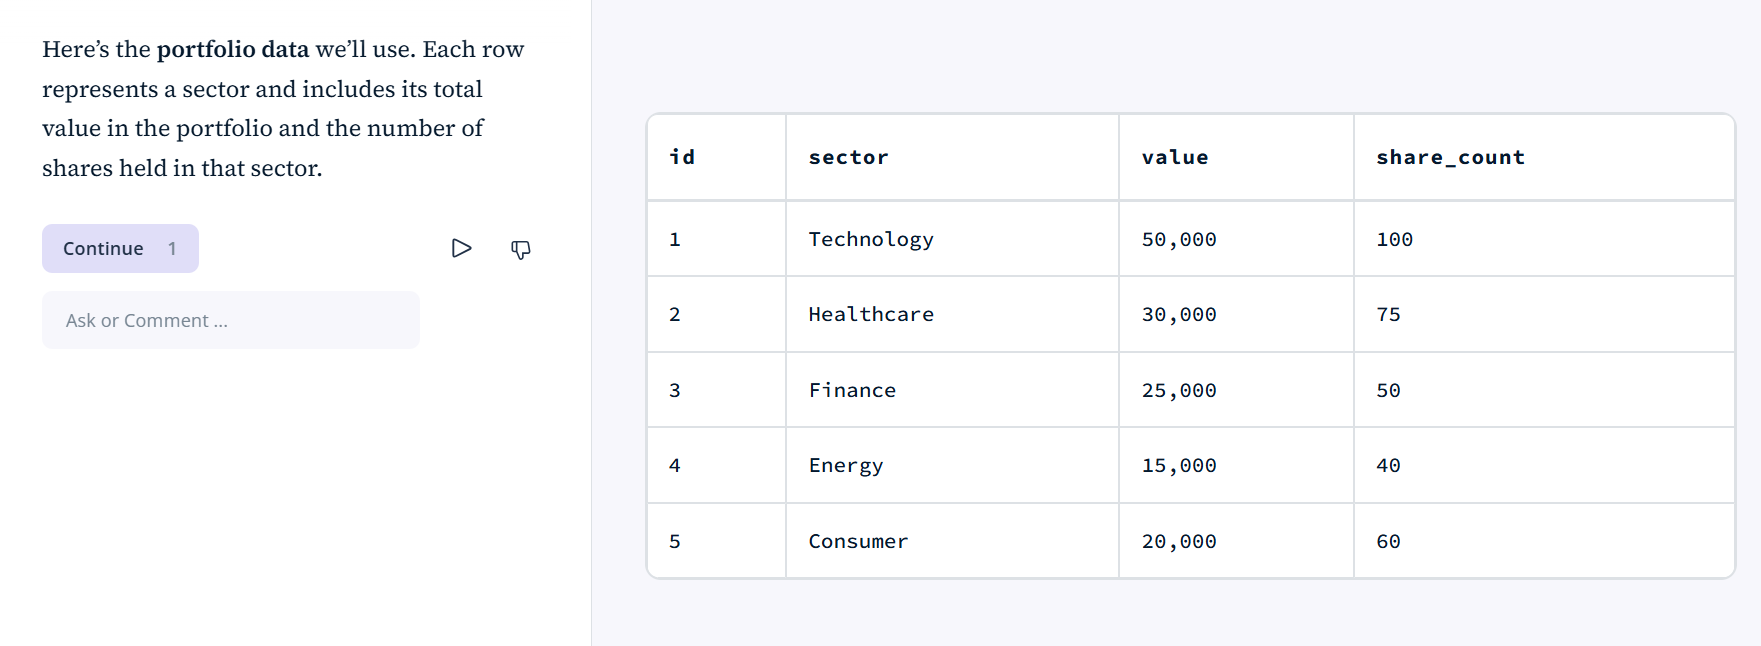 Here’s the portfolio data we’ll use. Each row
represents a sector and includes its total
value in the portfolio and the number of
shares held in that sector.
Continue 1
Ask or Comment ...
id sector value share_count
1 Technology 50,000 100
2 Healthcare 30,000 75
3 Finance 25,000 50
4 Energy 15,000 40
5 Consumer 20,000 60